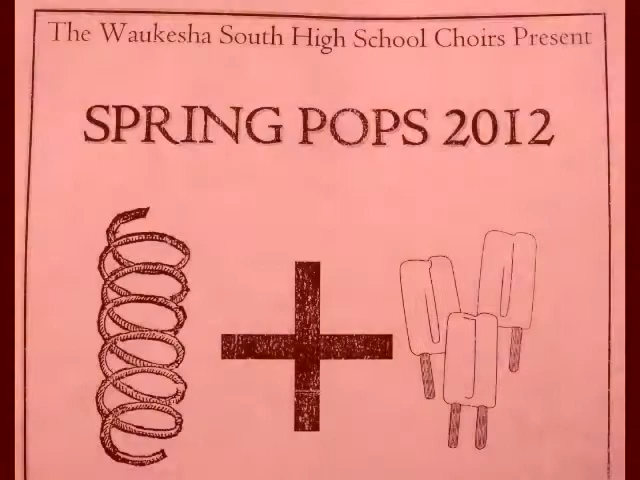 The Waukesha South High School Choirs Present
SPRING POPS 2012